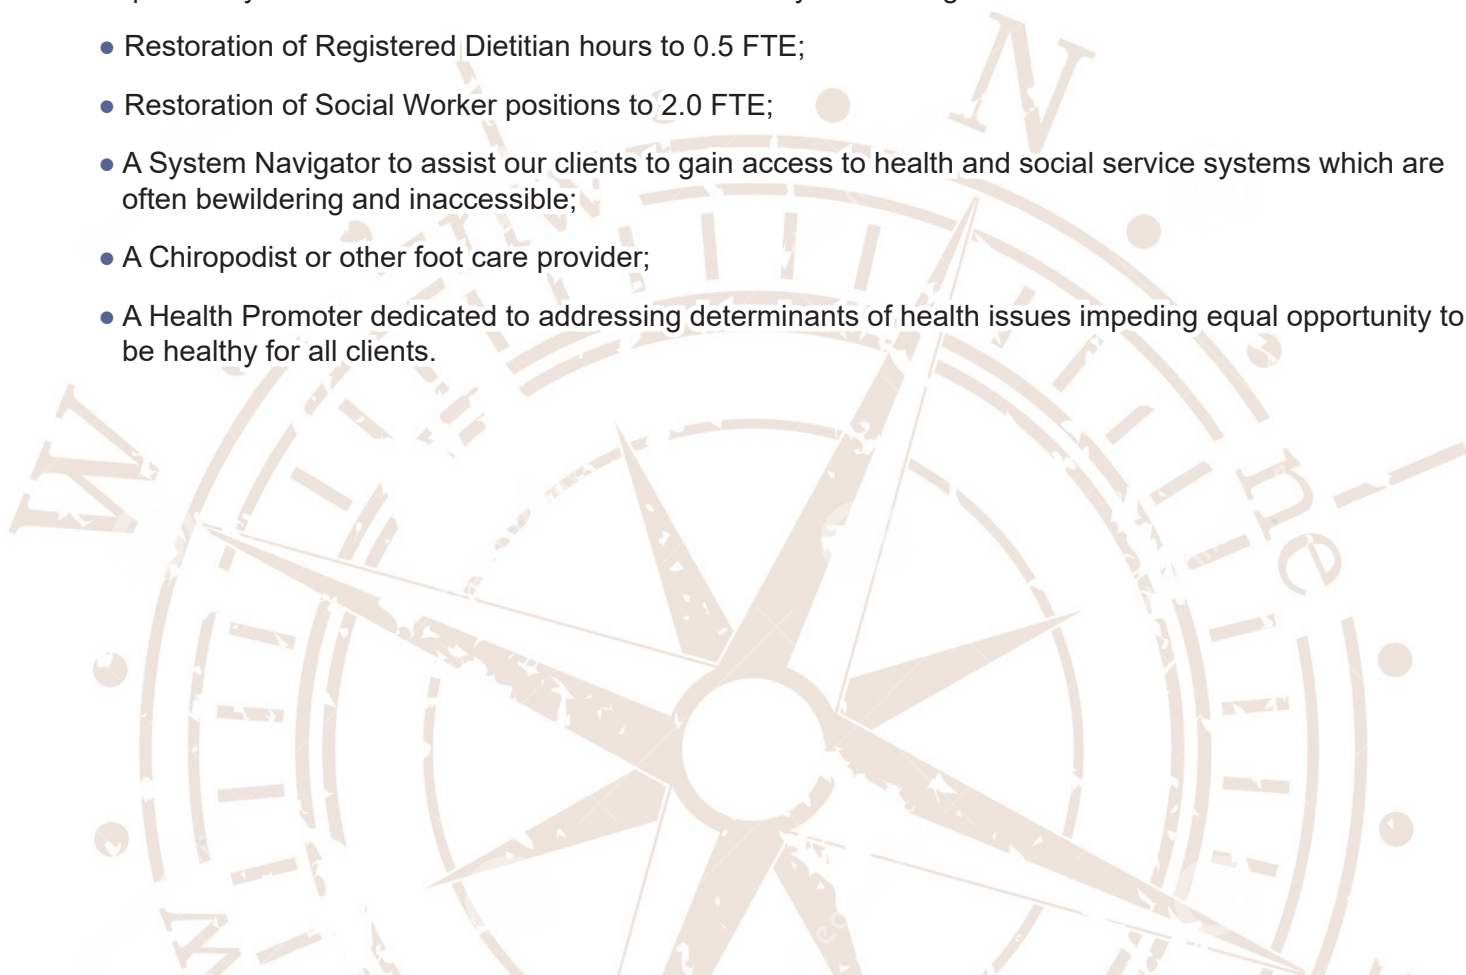 ● Restoration of Registered Dietitian hours to 0.5 FTE;
● Restoration of Social Worker positions to 2.0 FTE;
● A System Navigator to assist our clients to gain access to health and social service systems which are
often bewildering and inaccessible;
● A Chiropodist or other foot care provider;
● A Health Promoter dedicated to addressing determinants of health issues impeding equal opportunity to
be healthy for all clients.
N
nw
W
ne